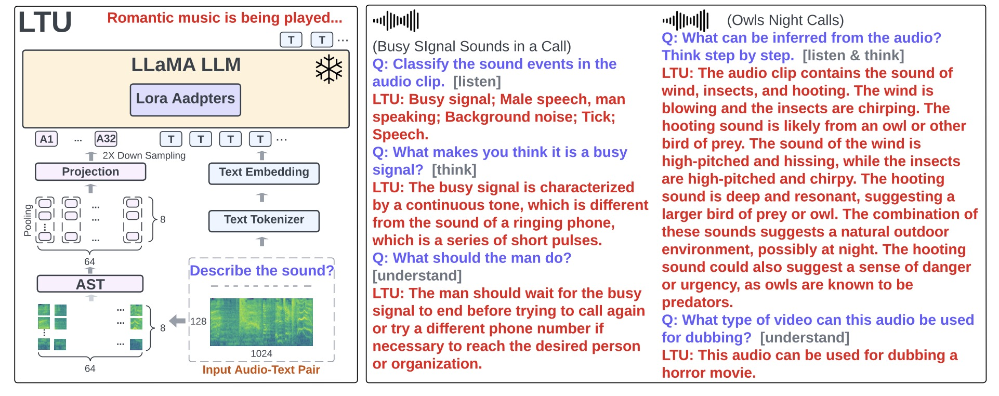 LTU
Romantic music is being played...
T T ...
LLaMA LLM
Lora Aadpters
A1 ... A32 T T T T ...
2X Down Sampling
Projection
Text Embedding
Pooling
...
...
...
8
Text Tokenizer
64
AST
Describe the sound?
...
...
...
8
64
128
1024
Input Audio-Text Pair
(Busy SIgnal Sounds in a Call)
Q: Classify the sound events in the
audio clip. [listen]
LTU: Busy signal; Male speech, man
speaking; Background noise; Tick;
Speech.
Q: What makes you think it is a busy
signal? [think]
LTU: The busy signal is characterized
by a continuous tone, which is different
from the sound of a ringing phone,
which is a series of short pulses.
Q: What should the man do?
[understand]
LTU: The man should wait for the busy
signal to end before trying to call again
or try a different phone number if
necessary to reach the desired person
or organization.
(Owls Night Calls)
Q: What can be inferred from the audio?
Think step by step. [listen & think]
LTU: The audio clip contains the sound of
wind, insects, and hooting. The wind is
blowing and the insects are chirping. The
hooting sound is likely from an owl or other
bird of prey. The sound of the wind is
high-pitched and hissing, while the insects
are high-pitched and chirpy. The hooting
sound is deep and resonant, suggesting a
larger bird of prey or owl. The combination of
these sounds suggests a natural outdoor
environment, possibly at night. The hooting
sound could also suggest a sense of danger
or urgency, as owls are known to be
predators.
Q: What type of video can this audio be used
for dubbing? [understand]
LTU: This audio can be used for dubbing a
horror movie.